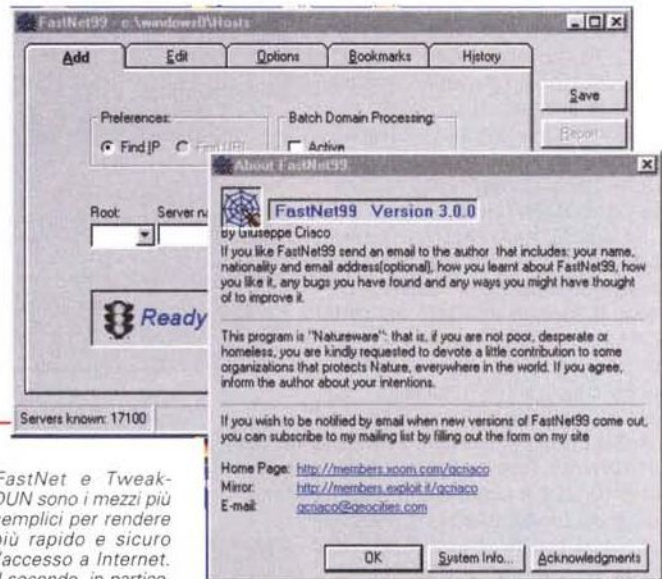 FastNet99 - c:\windows0\Hosts
Add
Edit
Options
Bookmarks
History
Save
Report
Preferences:
Find IP
Find URL
Batch Domain Processing:
Active
Root:
Server
Ready
Servers known: 17100
About FastNet99
FastNet99 Version 3.0.0
By Giuseppe Criaco
If you like FastNet99 send an email to the author that includes: your name,
nationality and email address(optional), how you learnt about FastNet99, how
you like it, any bugs you have found and any ways you might have thought
of to improve it.
This program is "Natureware": that is, if you are not poor, desperate or
homeless, you are kindly requested to devote a little contribution to some
organizations that protects Nature, everywhere in the world. If you agree,
inform the author about your intentions.
If you wish to be notified by email when new versions of FastNet99 come out,
you can subscribe to my mailing list by filling out the form on my site
Home Page: http://members.xoom.com/gcriaco
Mirror: http://members.exploit.it/gcriaco
E-mail: gcriaco@geocities.com
OK
System Info...
Acknowledgments
FastNet e Tweak-
DUN sono i mezzi più
semplici per rendere
più rapido e sicuro
l'accesso a Internet.
Il secondo, in partico-